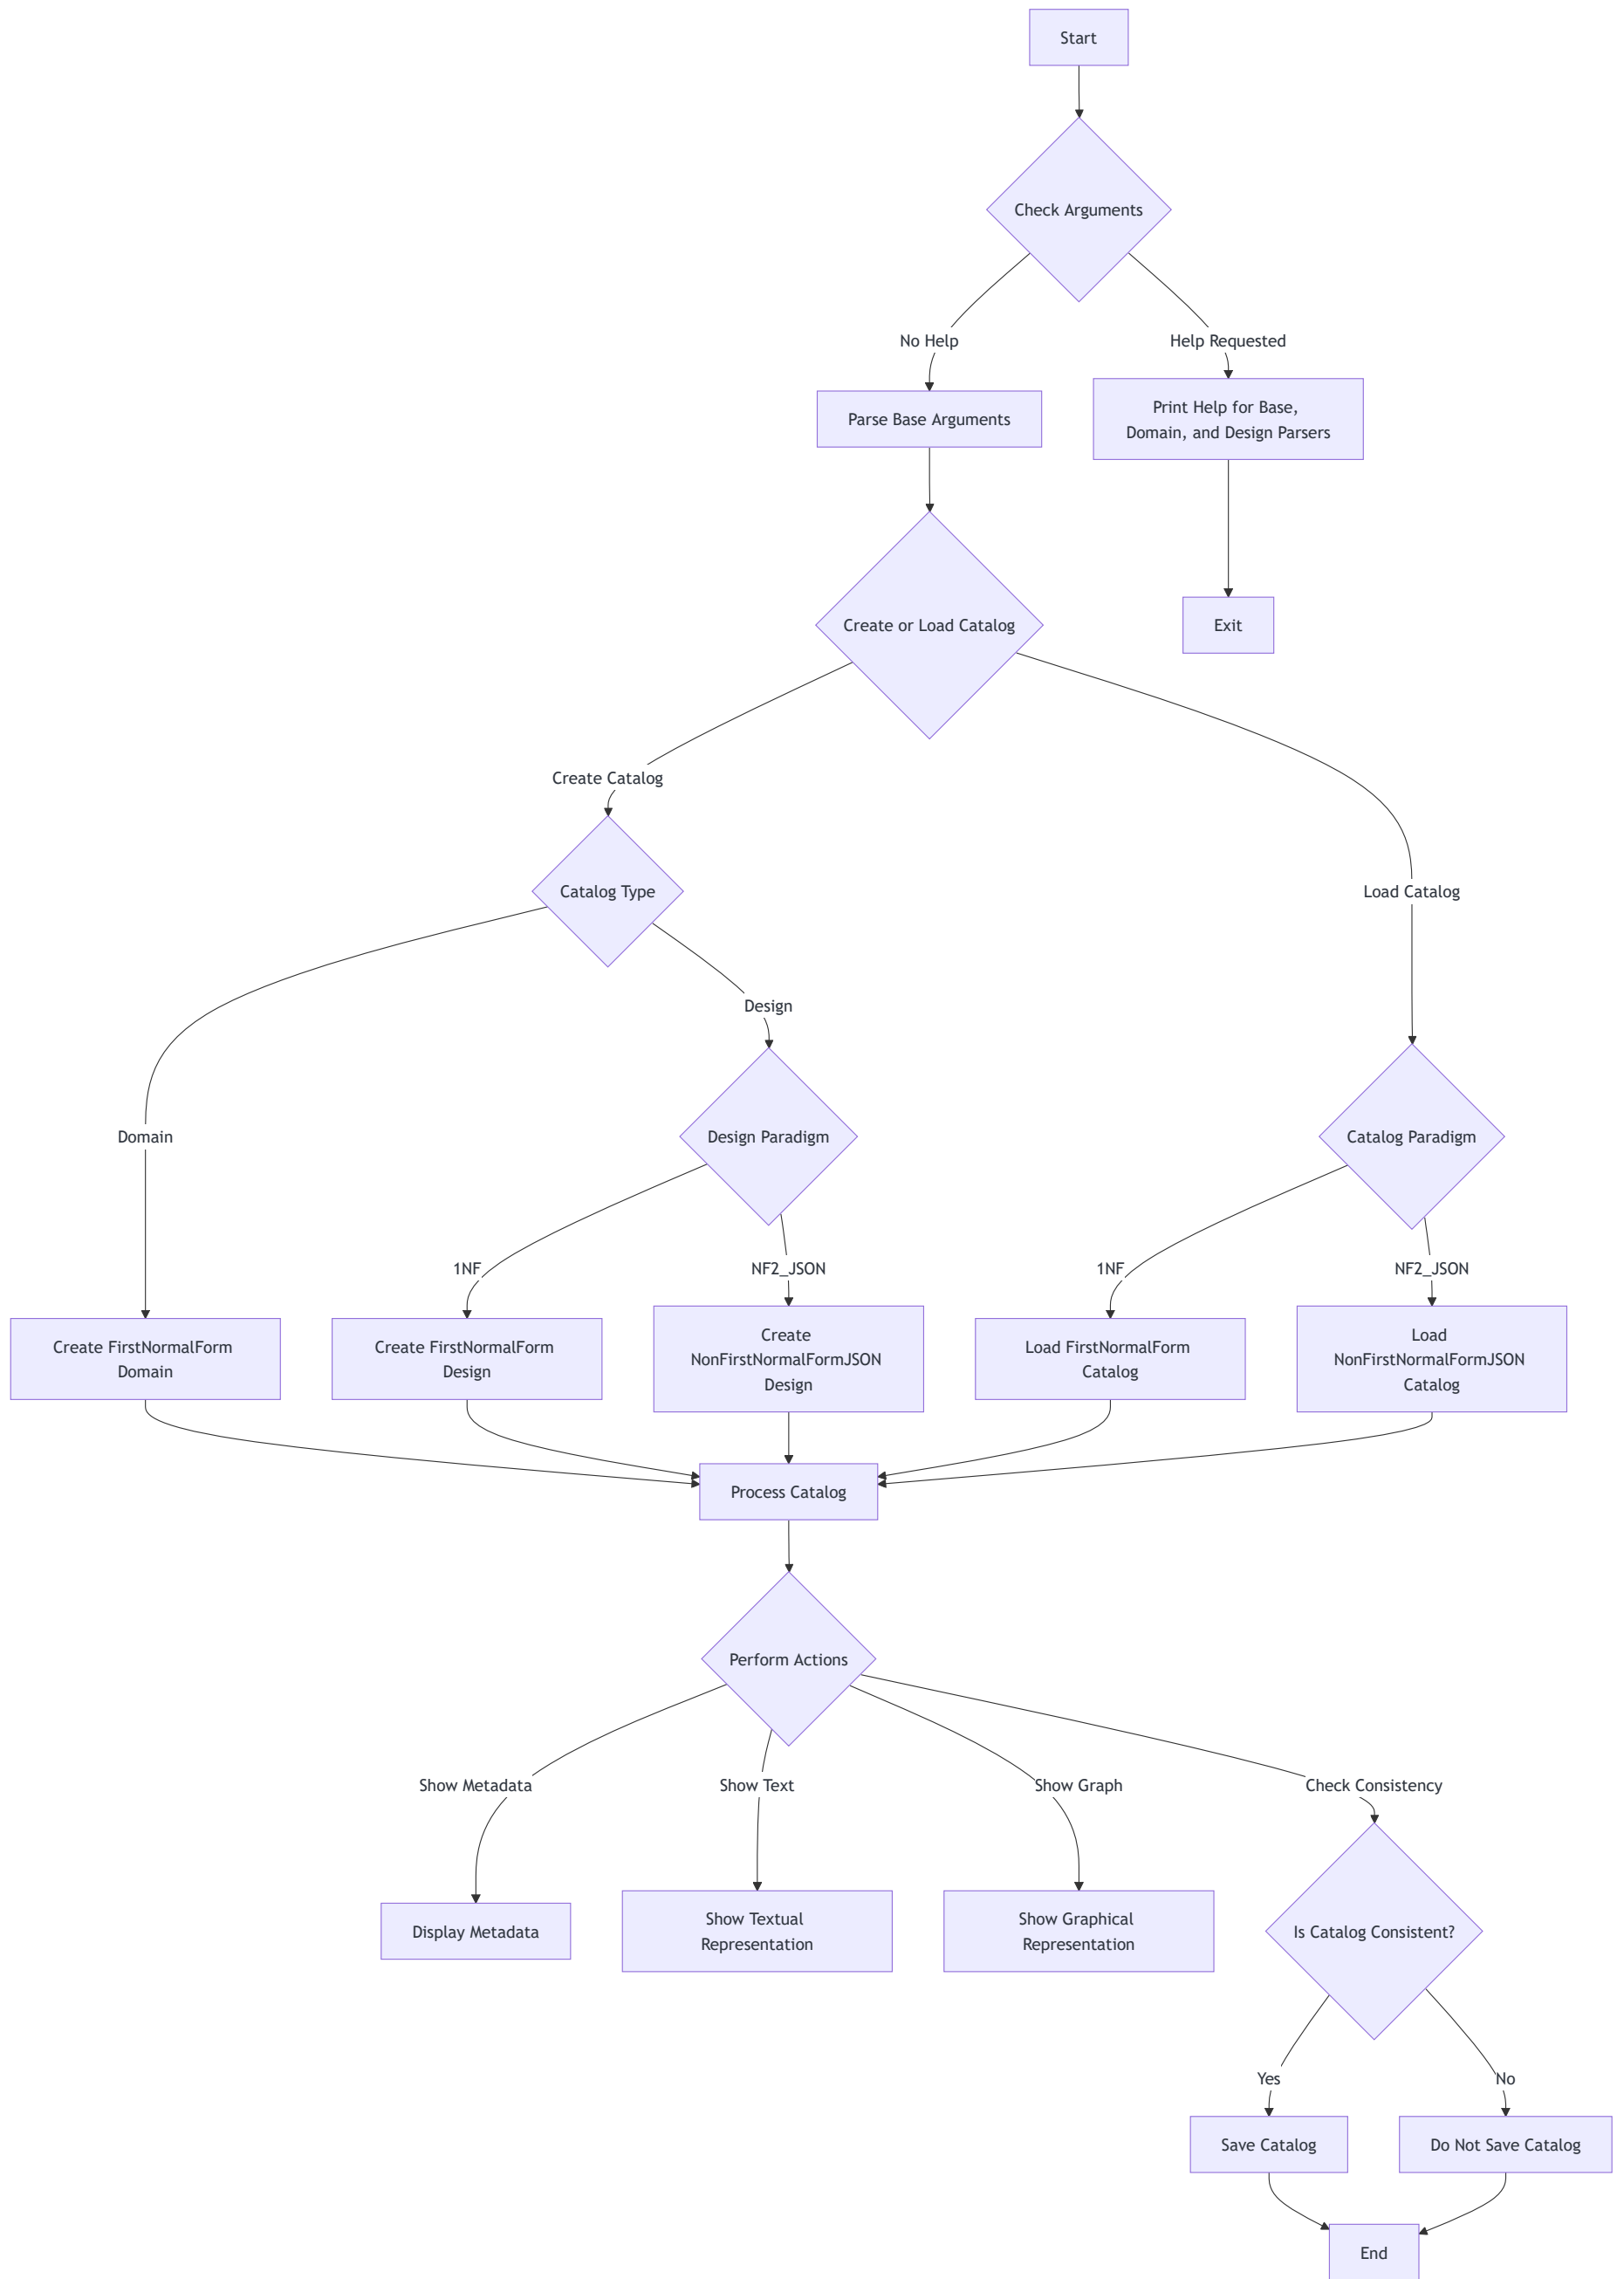 Start
Check Arguments
No Help
Help Requested
Parse Base Arguments
Print Help for Base,
Domain, and Design Parsers
Create or Load Catalog
Exit
Create Catalog
Catalog Type
Load Catalog
Design
Domain
Design Paradigm
Catalog Paradigm
1NF
NF2_JSON
1NF
NF2_JSON
Create FirstNormalForm
Domain
Create FirstNormalForm
Design
Create
NonFirstNormalFormJSON
Design
Load FirstNormalForm
Catalog
Load
NonFirstNormalFormJSON
Catalog
Process Catalog
Perform Actions
Show Metadata
Show Text
Show Graph
Check Consistency
Display Metadata
Show Textual
Representation
Show Graphical
Representation
Is Catalog Consistent?
Yes
No
Save Catalog
Do Not Save Catalog
End